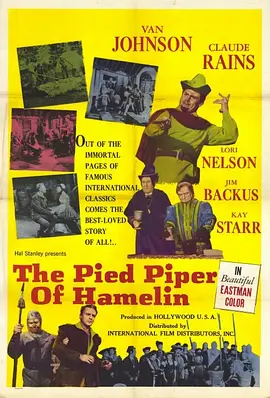 VAN
JOHNSON
CLAUDE
RAINS
LORI
NELSON
JIM
BACKUS
KAY
STARR
OUT OF THE
IMMORTAL
PAGES OF
FAMOUS
INTERNATIONAL
CLASSICS
COMES THE
BEST-LOVED
STORY
OF ALL!..
Hal Stanley presents
The Pied Piper
Of Hamelin
IN
Beautiful
EASTMAN
COLOR
Produced in HOLLYWOOD U.S.A.
Distributed by
INTERNATIONAL FILM DISTRIBUTORS, INC.